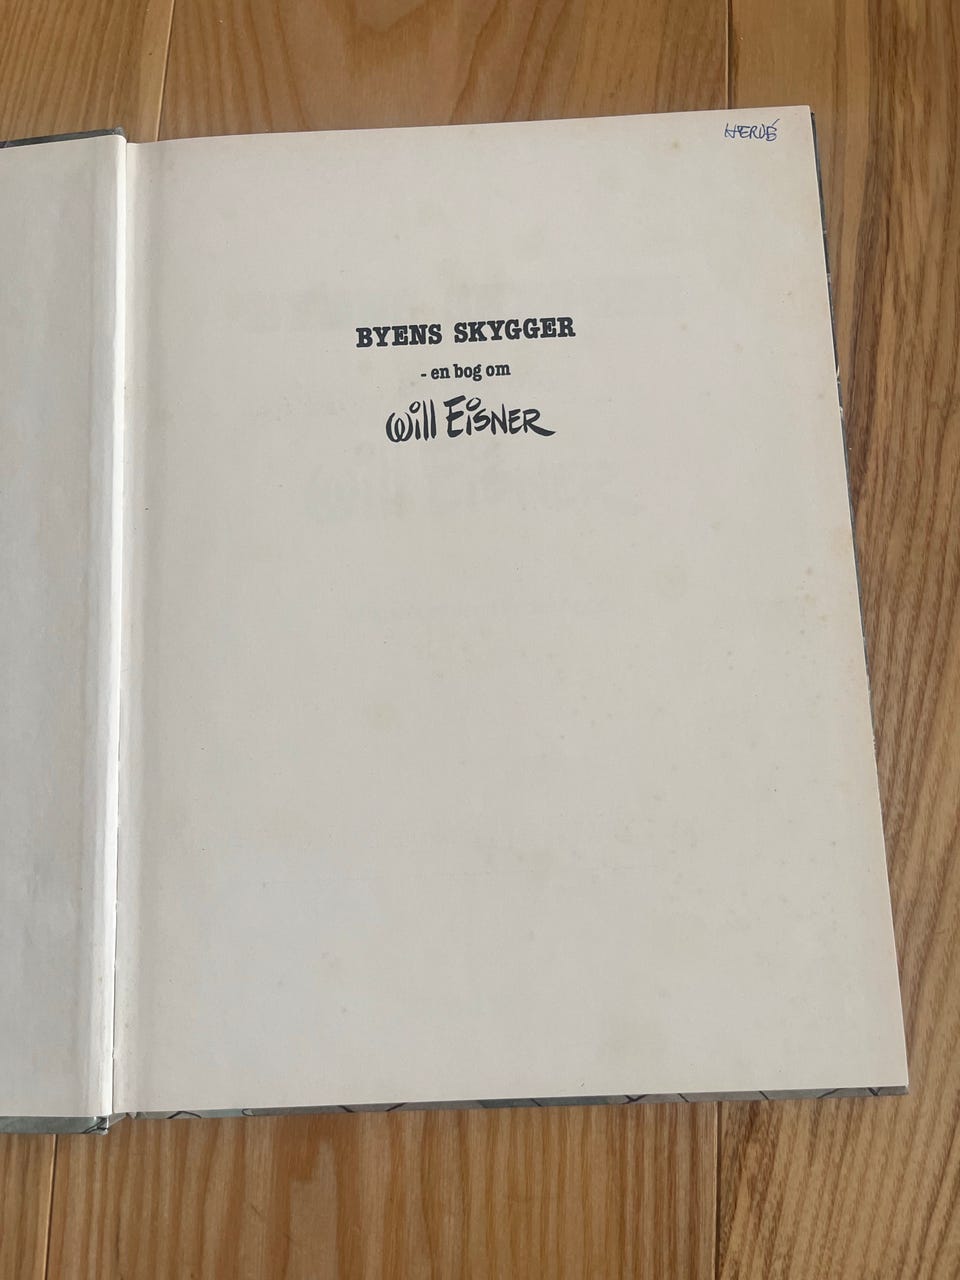 HERVÉ
BYENS SKYGGER
- en bog om
Will EisNER